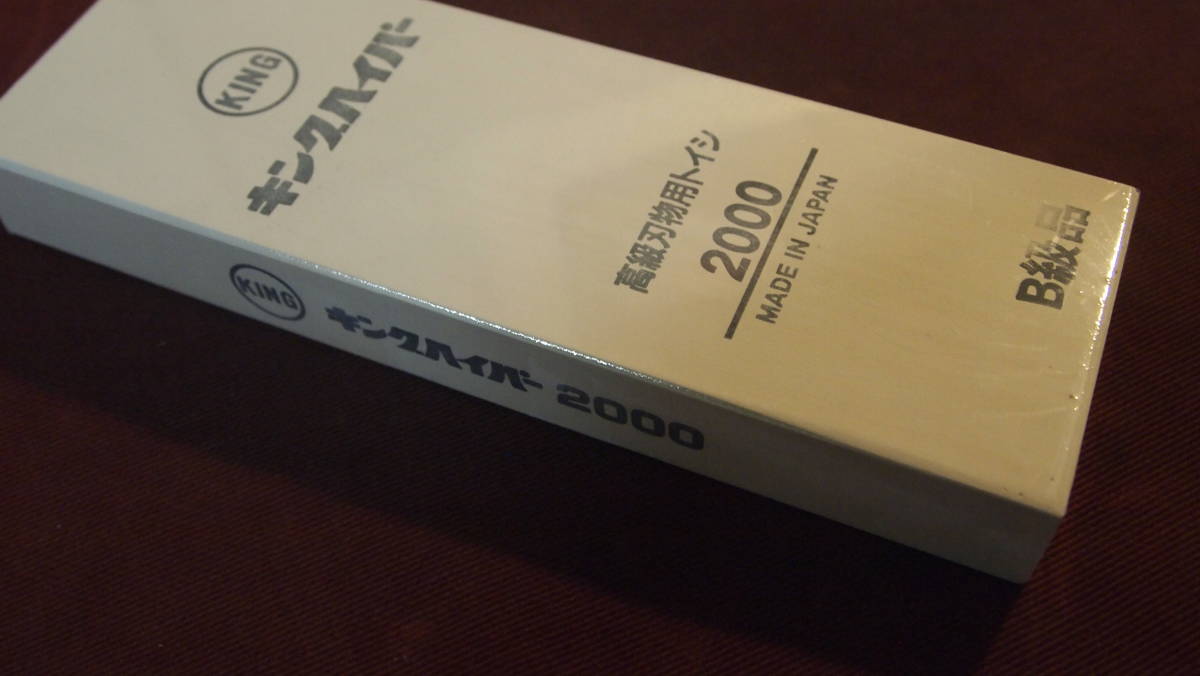 KING
キングハイパー
高級刃物用トイシ
2000
MADE IN JAPAN
B級品
KING
キングハイパー 2000